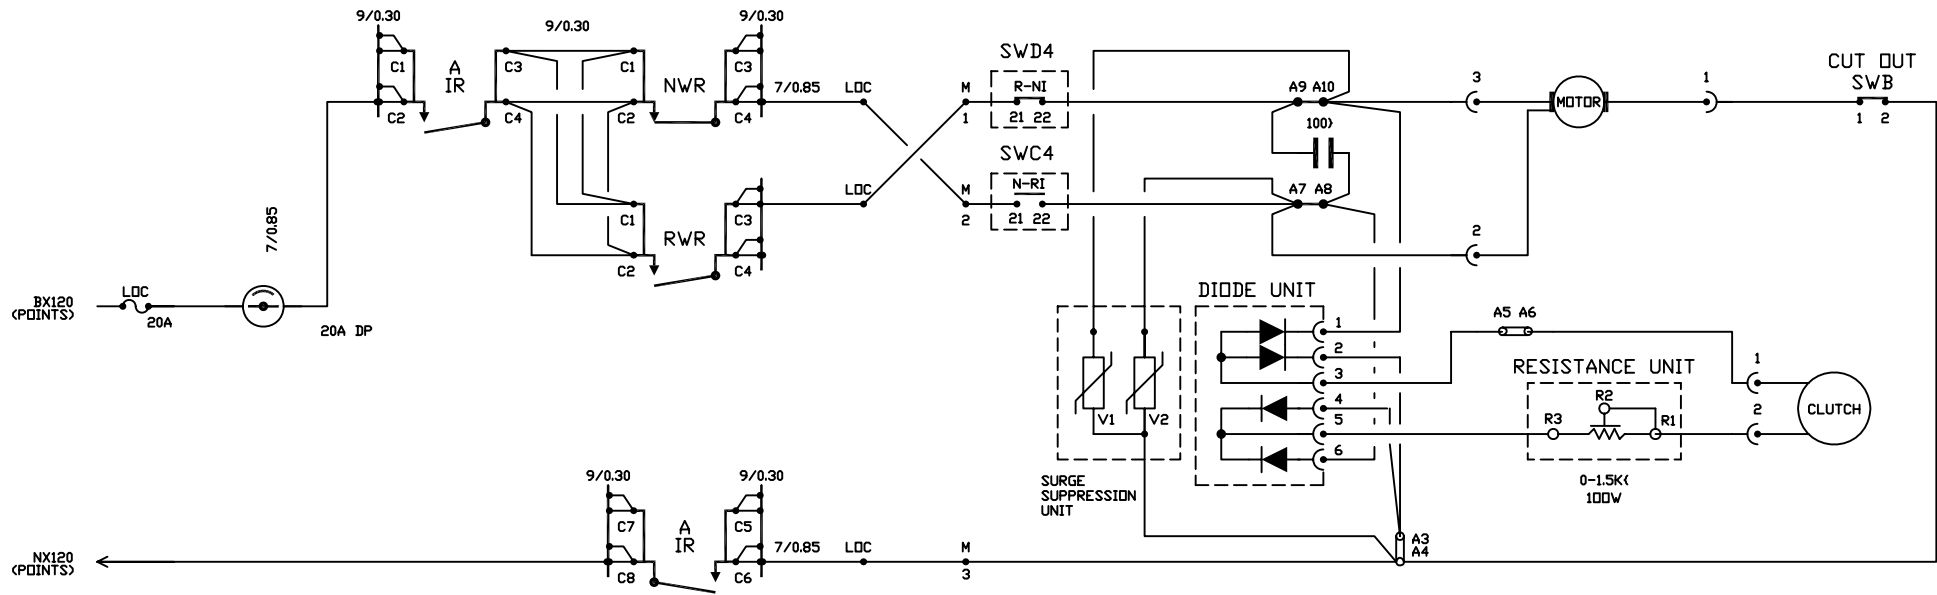 9/0.30
C1
C2
A
IR
9/0.30
C3
C4
C1
C2
NWR
9/0.30
C3
C4
7/0.85
LOC
M
1
SWD4
R-NI
21 22
A9 A10
3
MOTOR
1
CUT OUT
SWB
1 2
100}
SWC4
N-RI
21 22
A7 A8
2
C1
C2
RWR
C3
C4
LOC
M
2
7/0.85
BX120
(POINTS)
LOC
20A
20A DP
DIODE UNIT
1
2
3
4
5
6
V1
V2
SURGE
SUPPRESSION
UNIT
A5 A6
RESISTANCE UNIT
R3
R2
R1
0-1.5K{
100W
1
2
CLUTCH
9/0.30
C7
C8
A
IR
9/0.30
C5
C6
7/0.85
LOC
M
3
A3
A4
NX120
(POINTS)